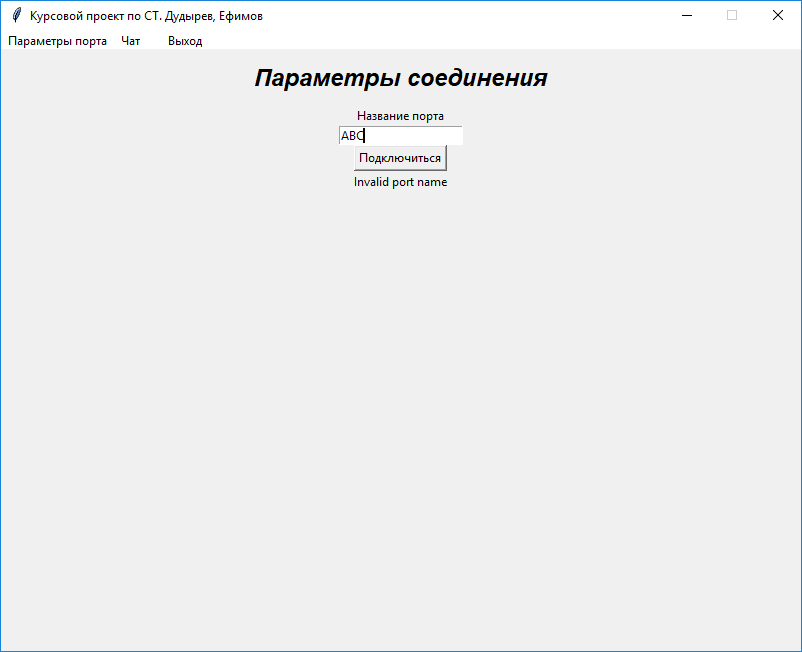 Курсовой проект по СТ. Дудырев, Ефимов
Параметры порта Чат Выход
Параметры соединения
Название порта
ABC
Подключиться
Invalid port name